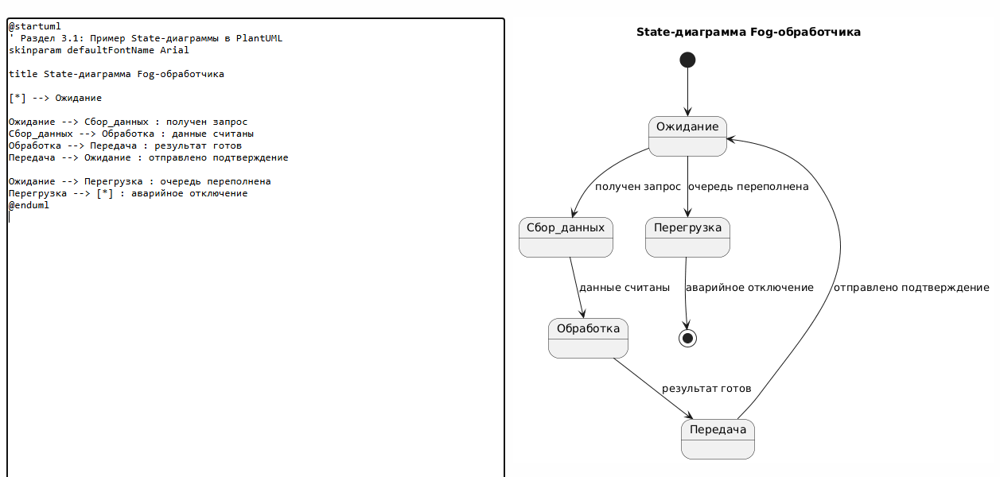 @startuml
' Раздел 3.1: Пример State-диаграммы в PlantUML
skinparam defaultFontName Arial
title State-диаграмма Fog-обработчика
[*] --> Ожидание
Ожидание --> Сбор_данных : получен запрос
Сбор_данных --> Обработка : данные считаны
Обработка --> Передача : результат готов
Передача --> Ожидание : отправлено подтверждение
Ожидание --> Перегрузка : очередь переполнена
Перегрузка --> [*] : аварийное отключение
@enduml
State-диаграмма Fog-обработчика
Ожидание
получен запрос
очередь переполнена
Сбор_данных
Перегрузка
данные считаны
аварийное отключение
отправлено подтверждение
Обработка
результат готов
Передача